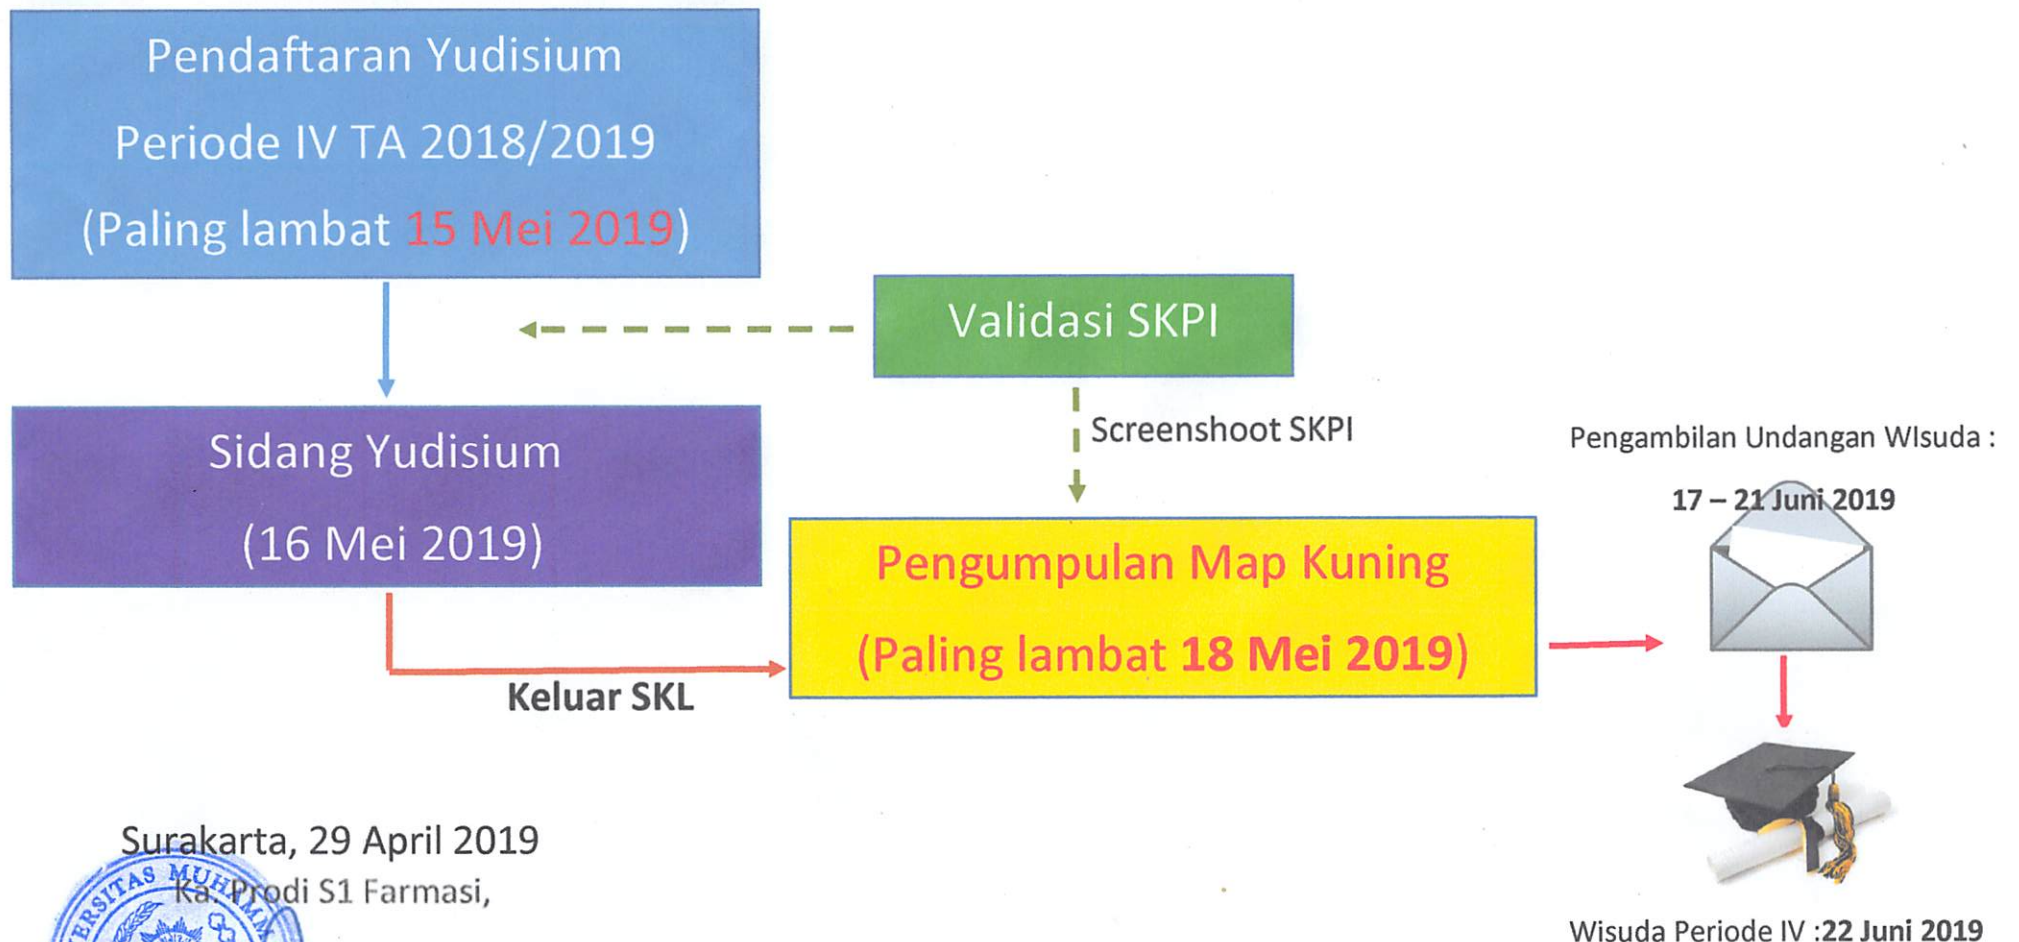 Pendaftaran Yudisium
Periode IV TA 2018/2019
(Paling lambat 15 Mei 2019)
Validasi SKPI
Screenshoot SKPI
Sidang Yudisium
(16 Mei 2019)
Keluar SKL
Pengumpulan Map Kuning
(Paling lambat 18 Mei 2019)
Pengambilan Undangan WIsuda :
17 – 21 Juni 2019
Wisuda Periode IV :22 Juni 2019
Surakarta, 29 April 2019
Ka. Prodi S1 Farmasi,